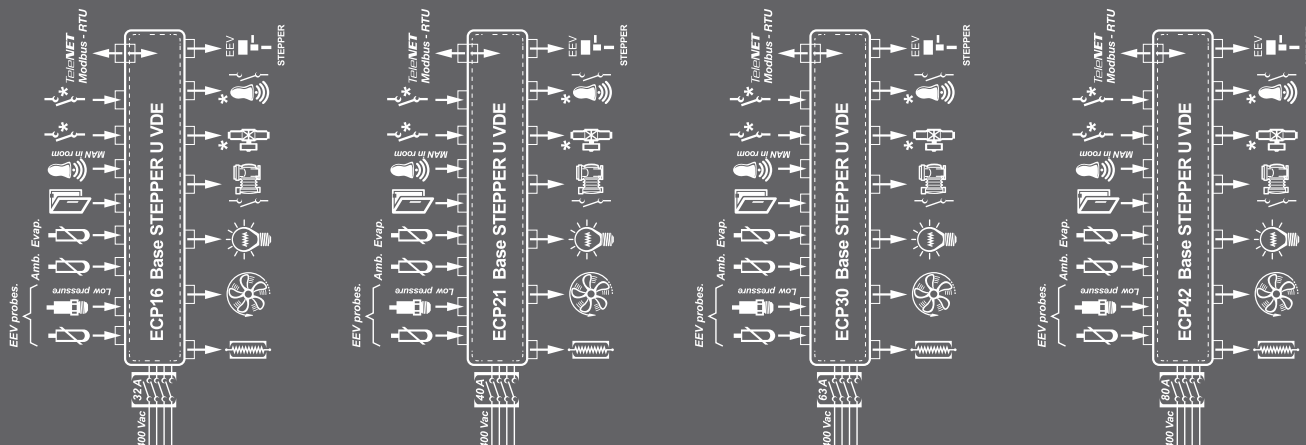 TeleNET
Modbus - RTU
EEV
STEPPER
MAN in room
Evap.
Amb.
Low pressure
EEV probes.
ECP16 Base STEPPER U VDE
32A
400 Vac
TeleNET
Modbus - RTU
EEV
STEPPER
MAN in room
Evap.
Amb.
Low pressure
EEV probes.
ECP21 Base STEPPER U VDE
40A
400 Vac
TeleNET
Modbus - RTU
EEV
STEPPER
MAN in room
Evap.
Amb.
Low pressure
EEV probes.
ECP30 Base STEPPER U VDE
63A
400 Vac
TeleNET
Modbus - RTU
EEV
MAN in room
Evap.
Amb.
Low pressure
EEV probes.
ECP42 Base STEPPER U VDE
80A
400 Vac